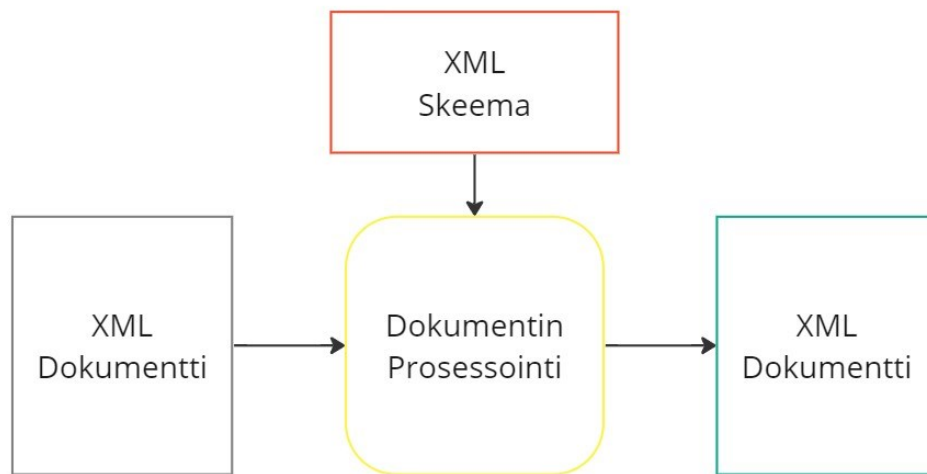 XML
Skeema
XML
Dokumentti
Dokumentin
Prosessointi
XML
Dokumentti